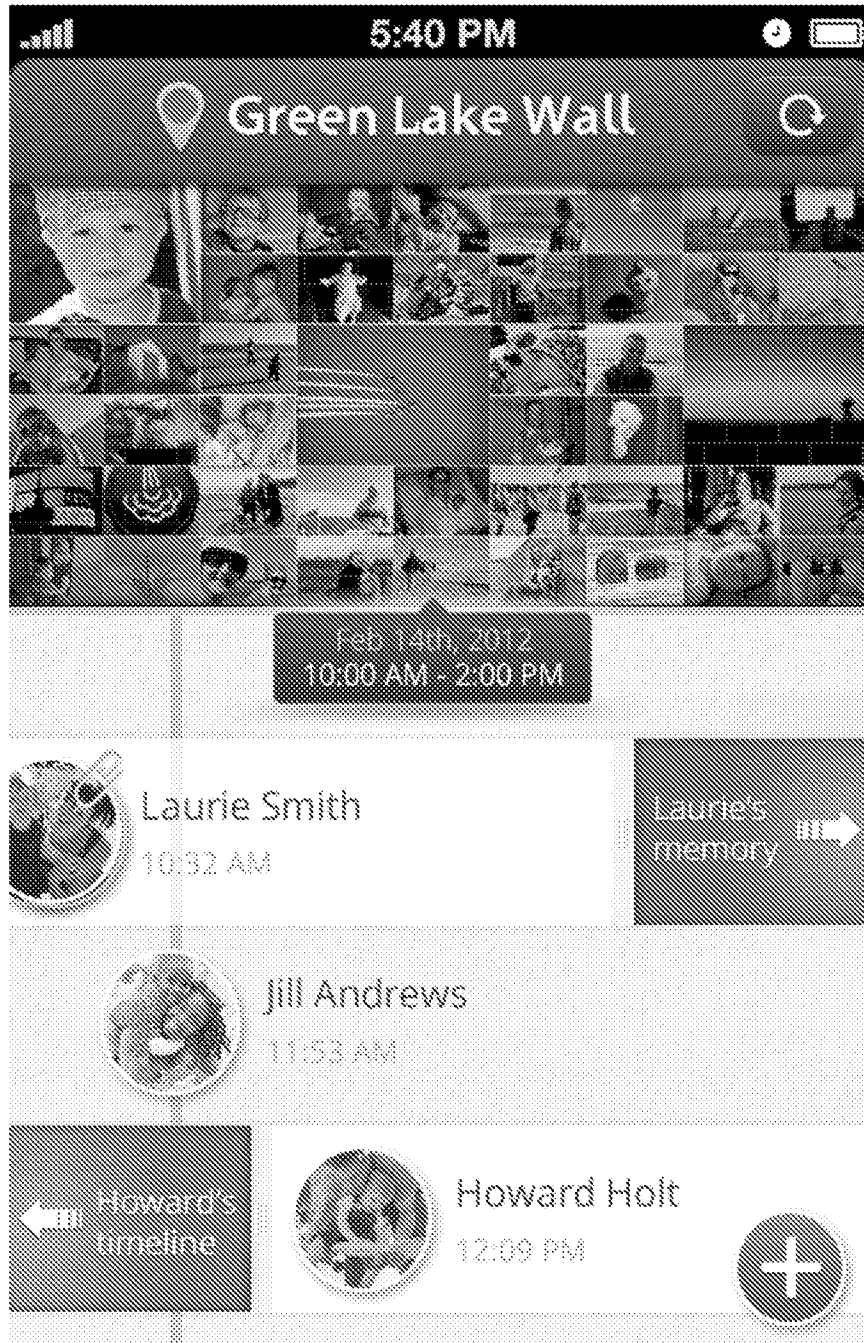 5:40 PM
Green Lake Wall
Feb 14th, 2012
10:00 AM - 2:00 PM
Laurie Smith
10:32 AM
Laurie's
memory
Jill Andrews
11:53 AM
Howard's
timeline
Howard Holt
12:09 PM